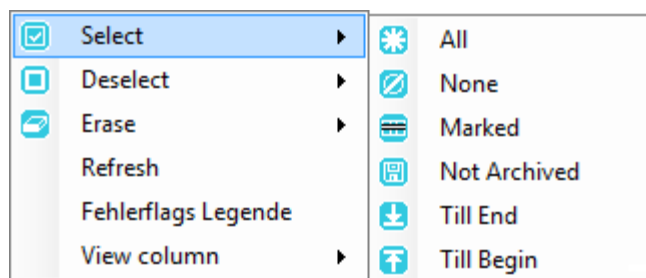 Select
Deselect
Erase
Refresh
Fehlerflags Legende
View column
All
None
Marked
Not Archived
Till End
Till Begin